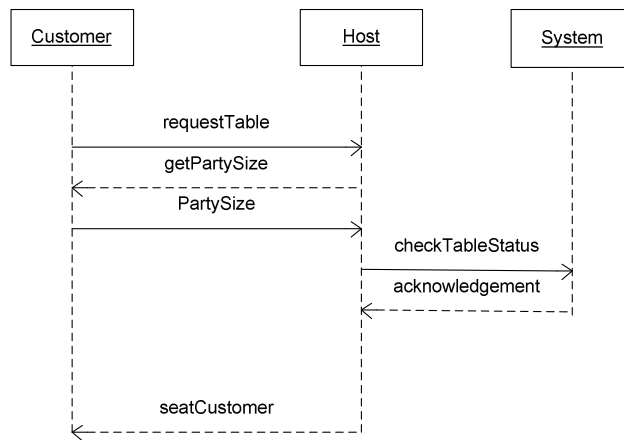 Customer
Host
System
requestTable
getPartySize
PartySize
checkTableStatus
acknowledgement
seatCustomer